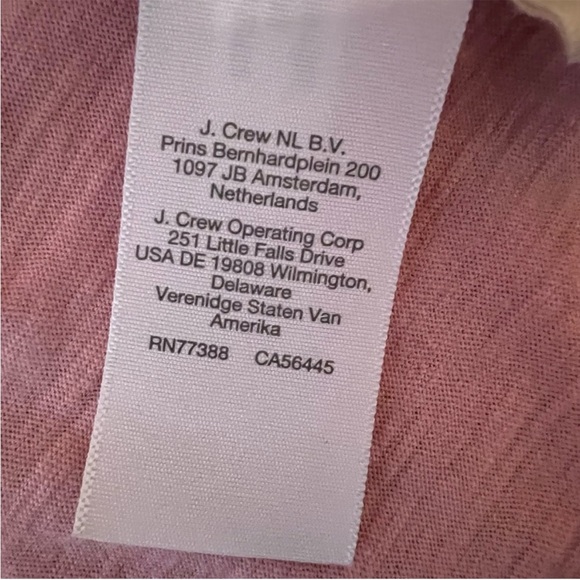 J. Crew NL B.V.
Prins Bernhardplein 200
1097 JB Amsterdam,
Netherlands
J. Crew Operating Corp
251 Little Falls Drive
USA DE 19808 Wilmington,
Delaware
Verenidge Staten Van
Amerika
RN77388 CA56445